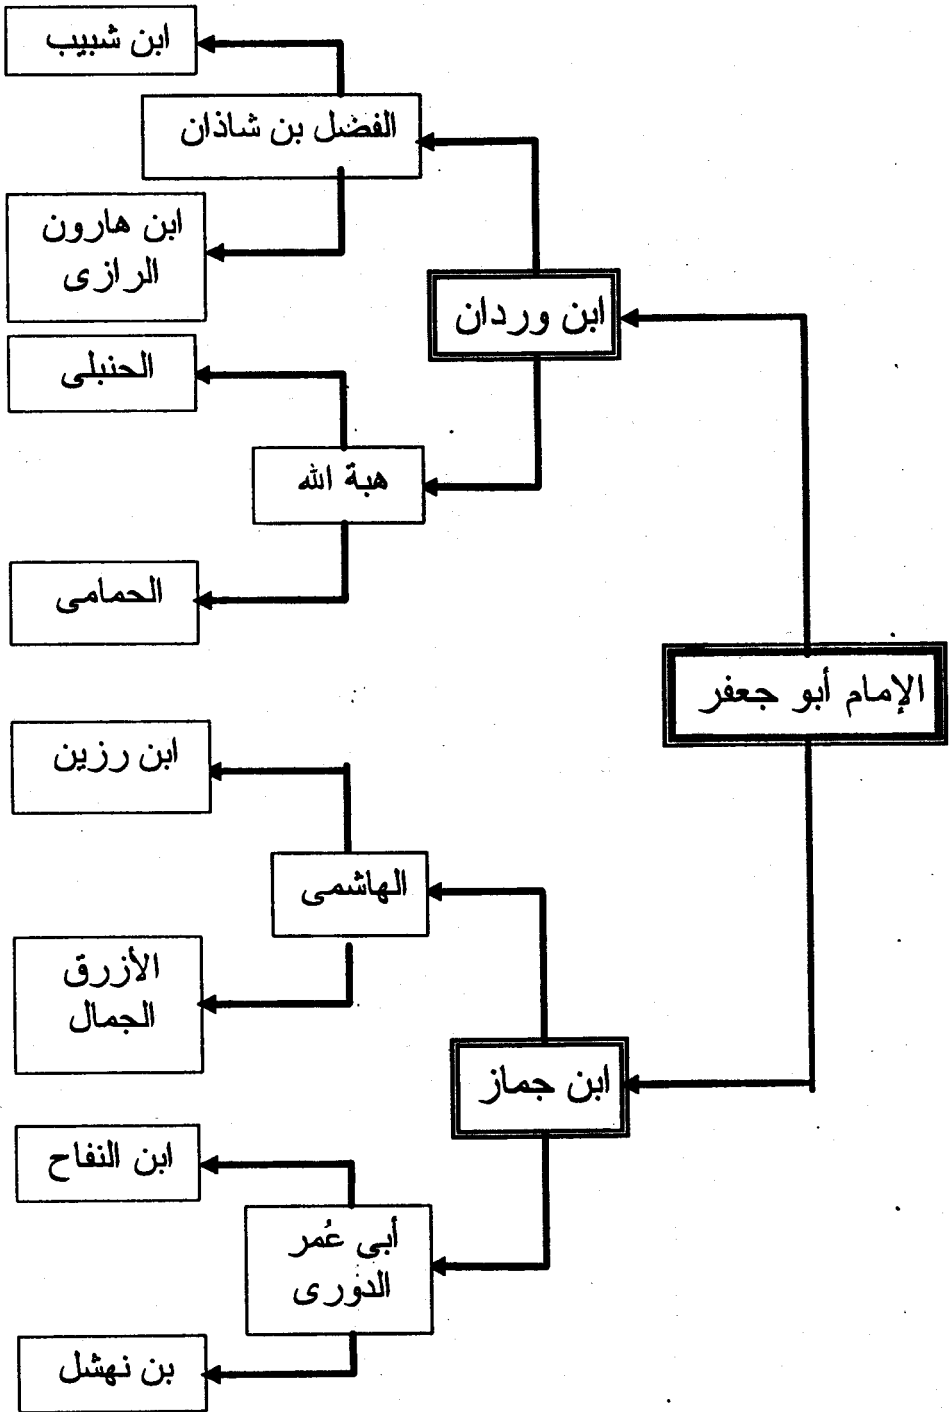 ابن شبيب
الفضل بن شاذان
ابن هارون
الرازى
ابن وردان
الحنبلى
هبة الله
الحمامى
الإمام أبو جعفر
ابن رزين
الهاشمى
الأزرق
الجمال
ابن جماز
ابن النفاح
أبى عُمر
الدورى
بن نهشل